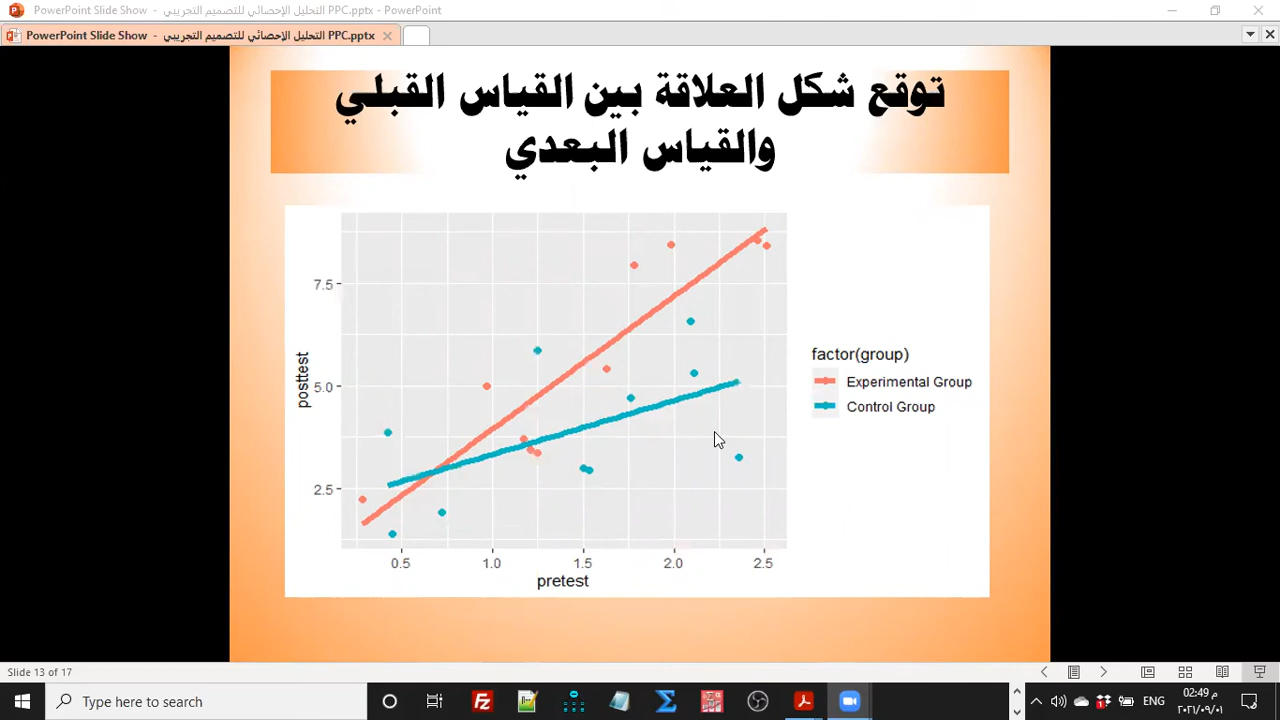 PowerPoint Slide Show - التحليل الإحصائي للتصميم التجريبي PPC.pptx - PowerPoint
PowerPoint Slide Show - التحليل الإحصائي للتصميم التجريبي PPC.pptx
توقع شكل العلاقة بين القياس القبلي
والقياس البعدي
7.5
5.0
2.5
posttest
0.5 1.0 1.5 2.0 2.5
pretest
factor(group)
Experimental Group
Control Group
Slide 13 of 17
Type here to search
ENG
02:49 م
٢٠٢١/٠٩/٠١